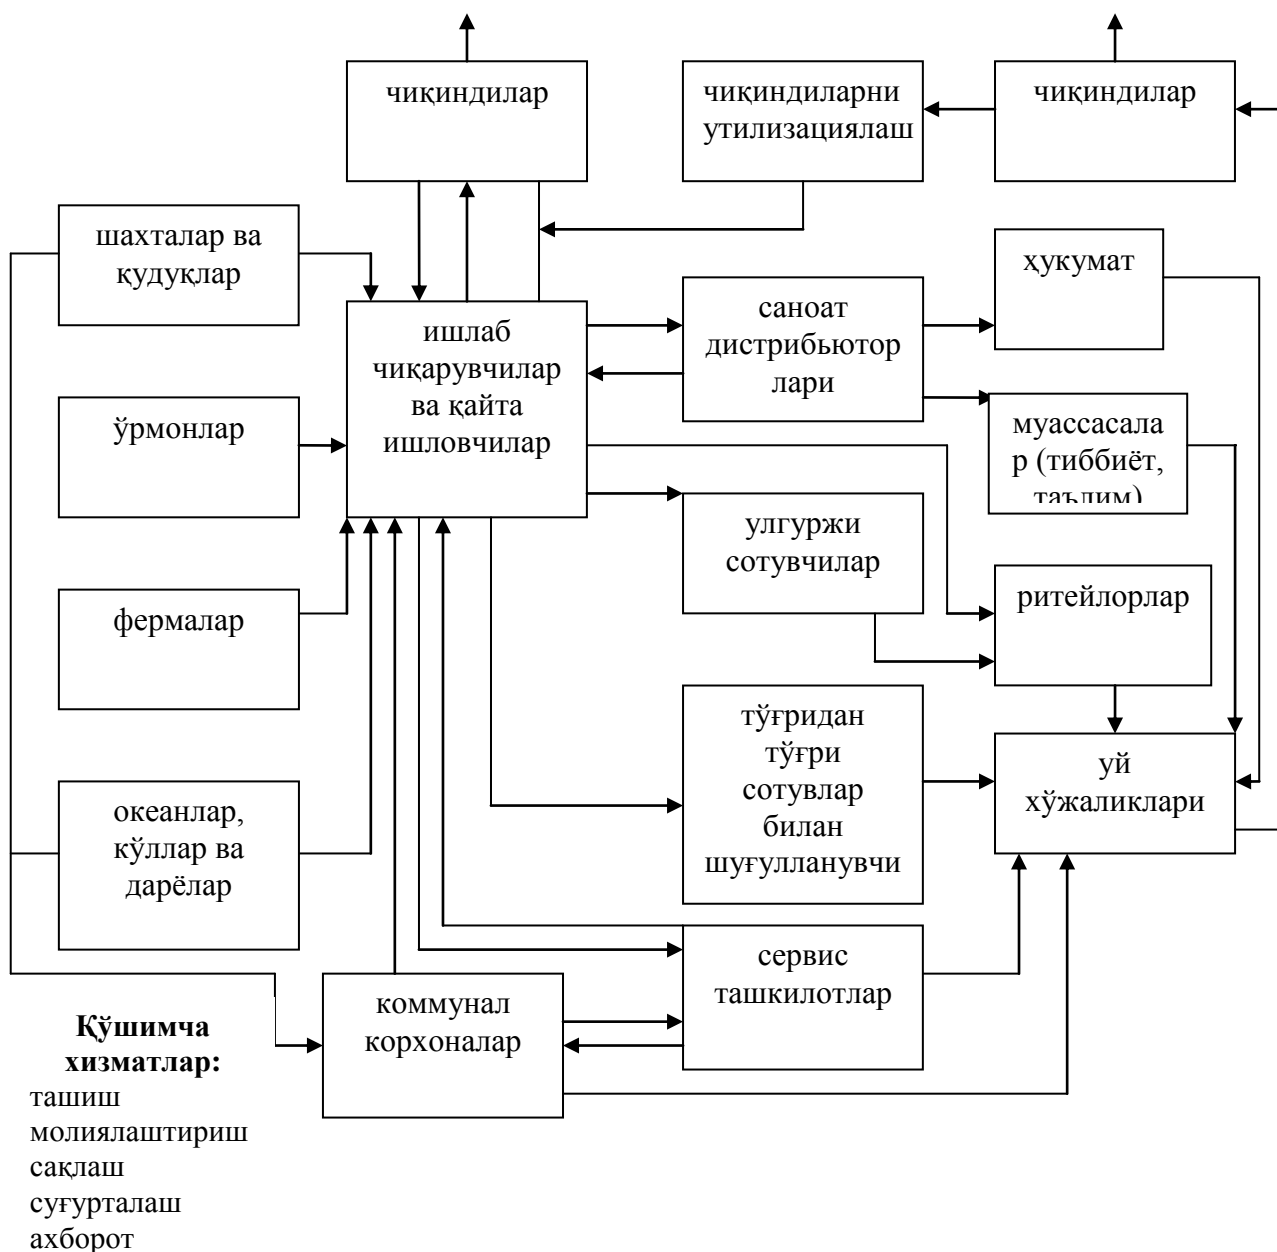 чиқиндилар
чиқиндиларни
утилизациялаш
чиқиндилар
шахталар ва
қудуқлар
ҳукумат
ишлаб
чиқарувчилар
ва қайта
ишловчилар
саноат
дистрибьютор
лари
ўрмонлар
муассасала
р (тиббиёт,
таълим)
улгуржи
сотувчилар
фермалар
ритейлорлар
тўғридан
тўғри
сотувлар
билан
шуғулланувчи
уй
хўжаликлари
океанлар,
кўллар ва
дарёлар
сервис
ташкилотлар
коммунал
корхоналар
Қўшимча
хизматлар:
ташиш
молиялаштириш
сақлаш
суғурталаш
ахборот